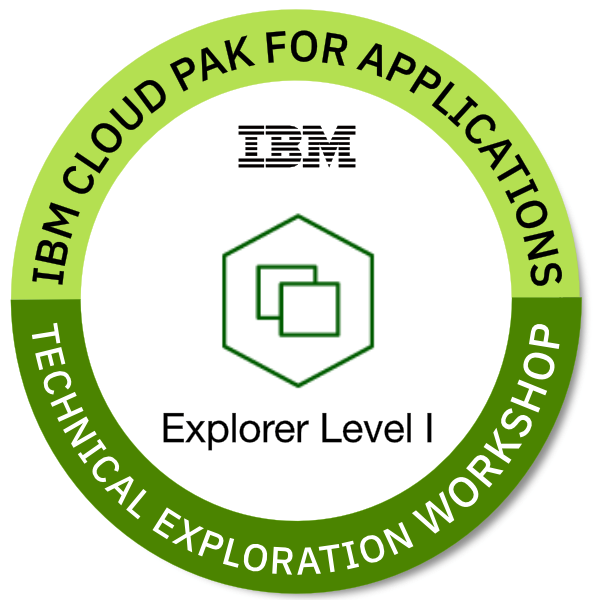 IBM CLOUD PAK FOR APPLICATIONS
IBM
Explorer Level I
TECHNICAL EXPLORATION WORKSHOP